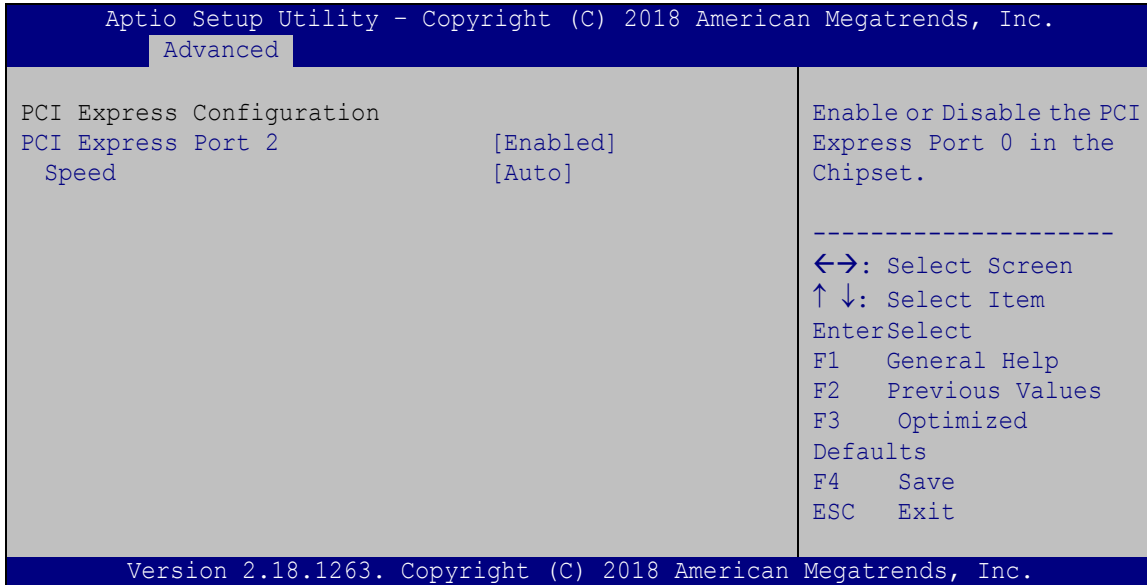 Aptio Setup Utility – Copyright (C) 2018 American Megatrends, Inc.
Advanced
PCI Express Configuration
PCI Express Port 2 [Enabled]
Speed [Auto]
Enable or Disable the PCI
Express Port 0 in the
Chipset.
---------------------
←→: Select Screen
↑ ↓: Select Item
EnterSelect
F1 General Help
F2 Previous Values
F3 Optimized
Defaults
F4 Save
ESC Exit
Version 2.18.1263. Copyright (C) 2018 American Megatrends, Inc.